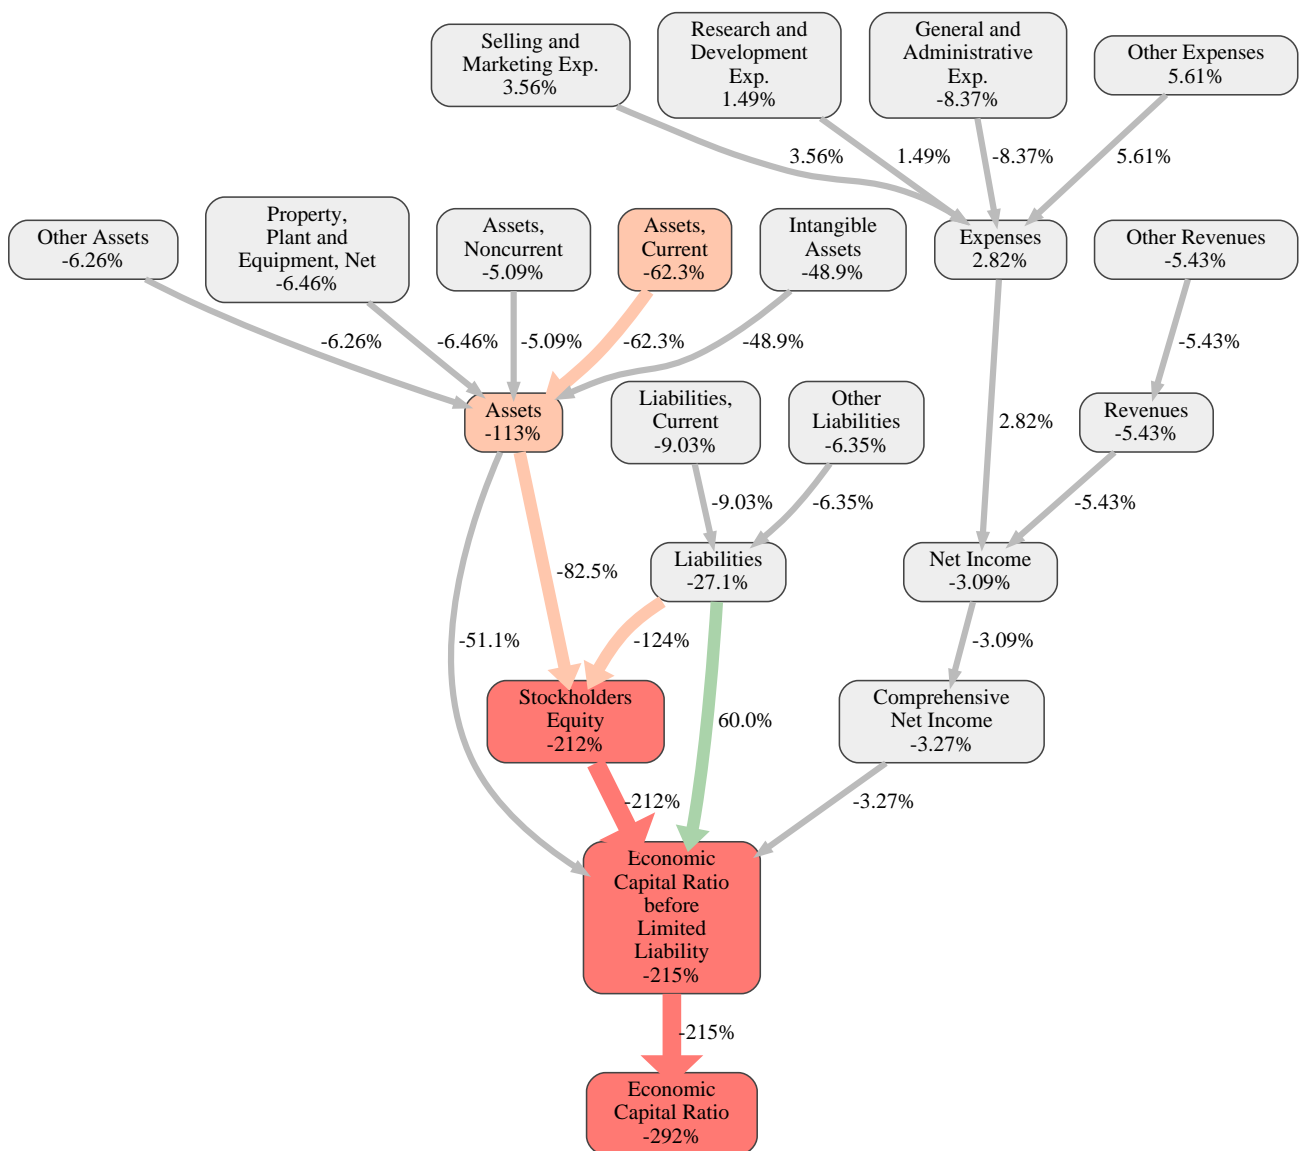 Selling and
Marketing Exp.
3.56%
Research and
Development
Exp.
1.49%
General and
Administrative
Exp.
-8.37%
Other Expenses
5.61%
3.56%
1.49%
-8.37%
5.61%
Other Assets
-6.26%
Property,
Plant and
Equipment, Net
-6.46%
Assets,
Noncurrent
-5.09%
Assets,
Current
-62.3%
Intangible
Assets
-48.9%
Expenses
2.82%
Other Revenues
-5.43%
-6.26%
-6.46%
-5.09%
-62.3%
-48.9%
-5.43%
Assets
-113%
Liabilities,
Current
-9.03%
Other
Liabilities
-6.35%
2.82%
Revenues
-5.43%
-9.03%
-6.35%
-5.43%
-82.5%
Liabilities
-27.1%
Net Income
-3.09%
-51.1%
-124%
-3.09%
Stockholders
Equity
-212%
60.0%
Comprehensive
Net Income
-3.27%
-212%
-3.27%
Economic
Capital Ratio
before
Limited
Liability
-215%
-215%
Economic
Capital Ratio
-292%